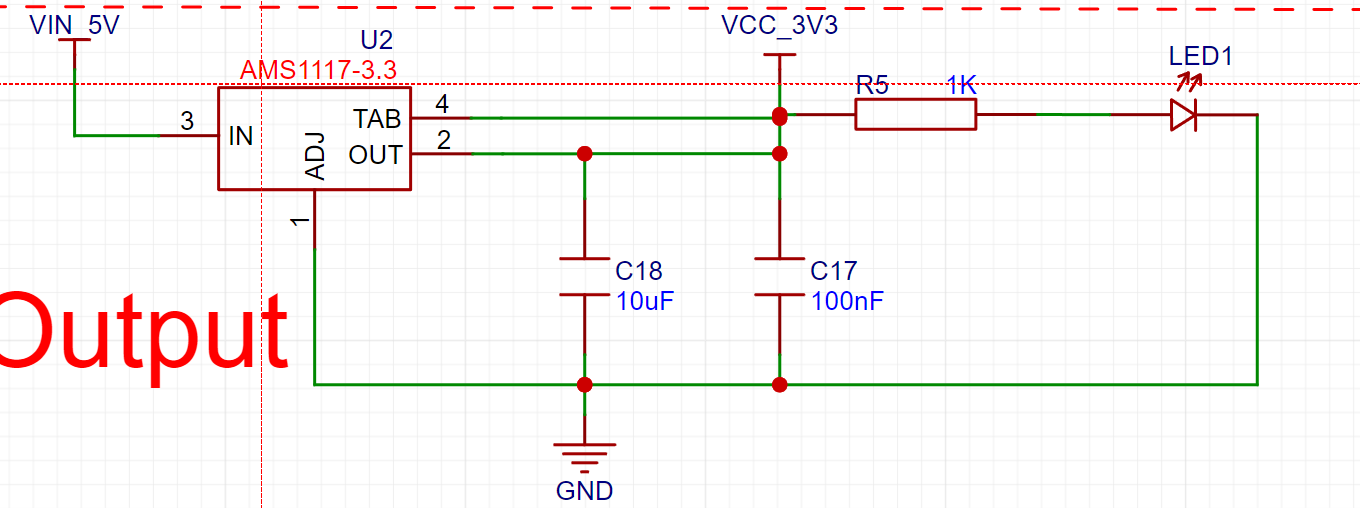 VIN_5V
U2
VCC_3V3
LED1
AMS1117-3.3
R5
1K
4
TAB
3
IN
2
OUT
ADJ
1
C18
10uF
C17
100nF
Output
GND